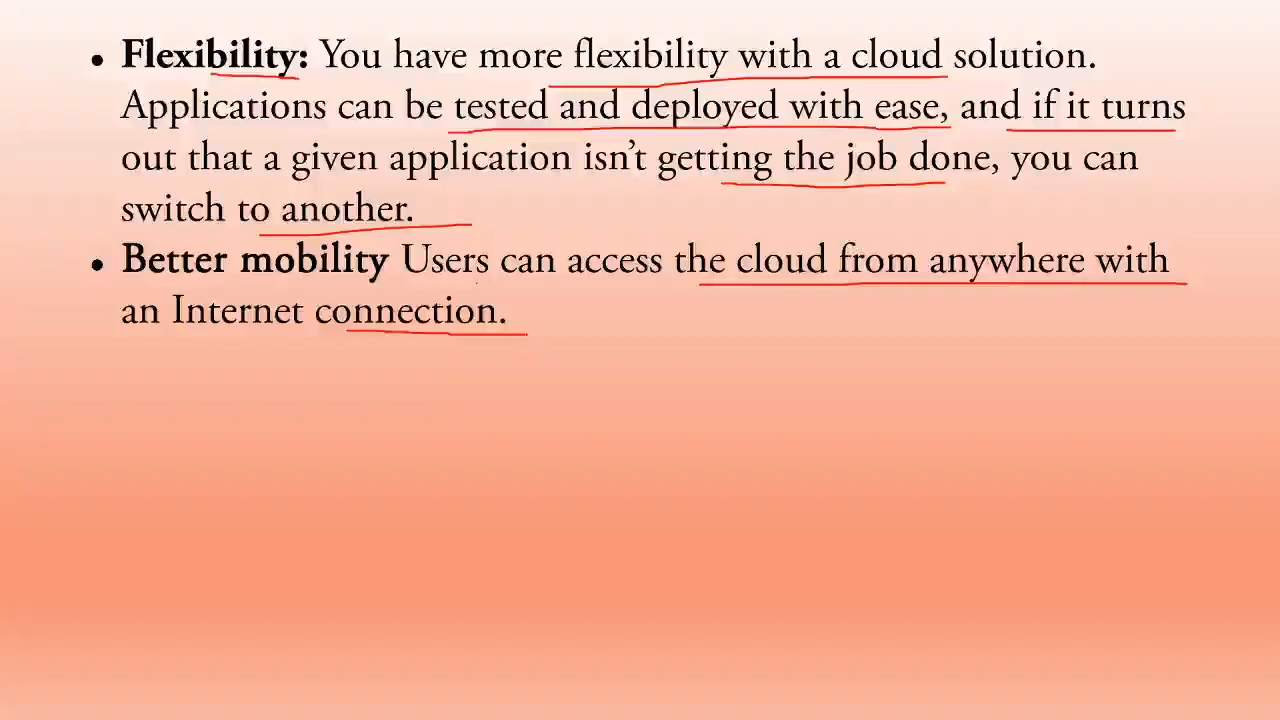 • Flexibility: You have more flexibility with a cloud solution.
Applications can be tested and deployed with ease, and if it turns
out that a given application isn’t getting the job done, you can
switch to another.
• Better mobility Users can access the cloud from anywhere with
an Internet connection.